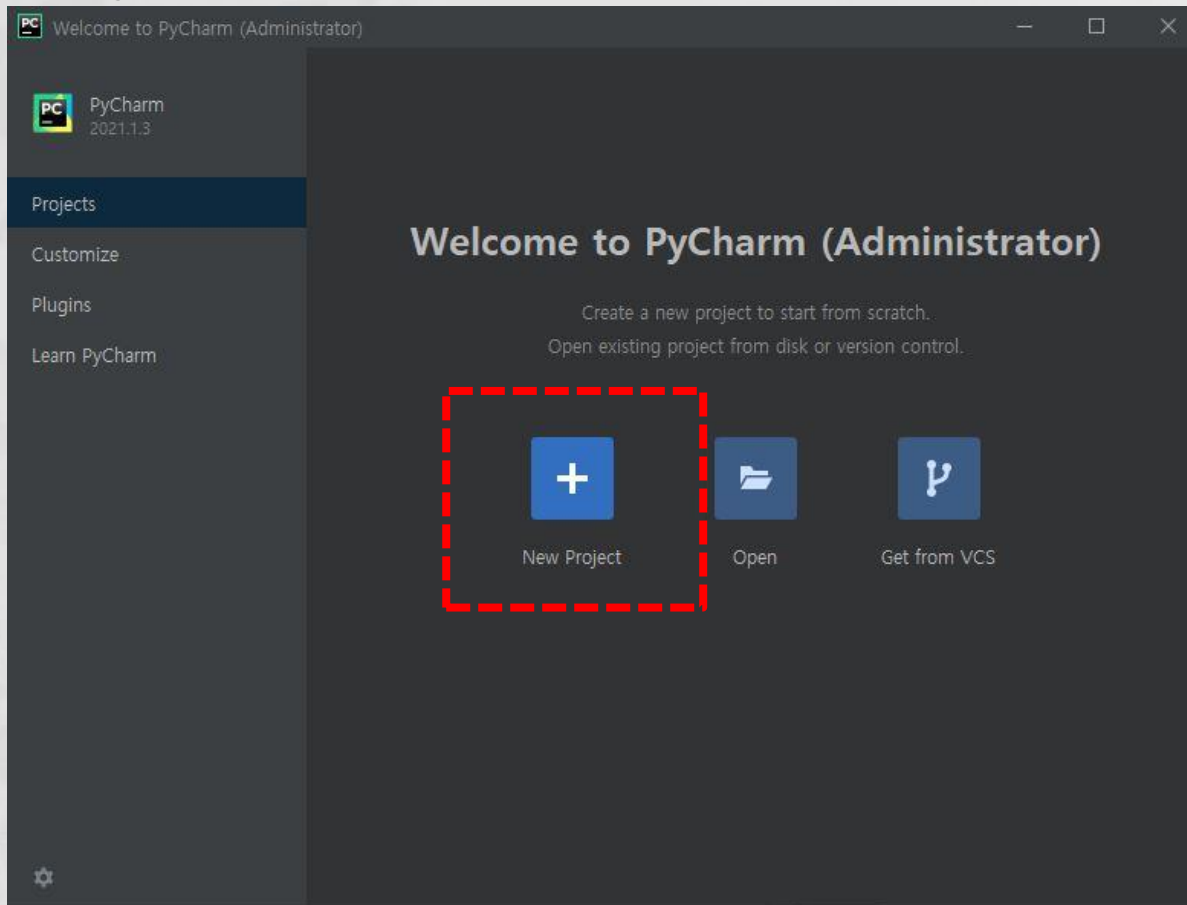 PC Welcome to PyCharm (Administrator)
PC PyCharm
2021.1.3
Projects
Customize
Plugins
Learn PyCharm
Welcome to PyCharm (Administrator)
Create a new project to start from scratch.
Open existing project from disk or version control.
New Project
Open
Get from VCS